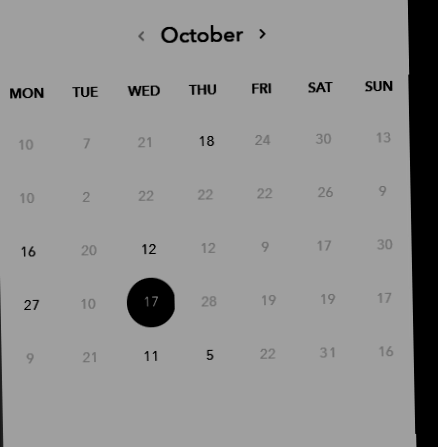 ‹ October ›
MON TUE WED THU FRI SAT SUN
10 7 21 18 24 30 13
10 2 22 22 22 26 9
16 20 12 12 9 17 30
27 10 17 28 19 19 17
9 21 11 5 22 31 16